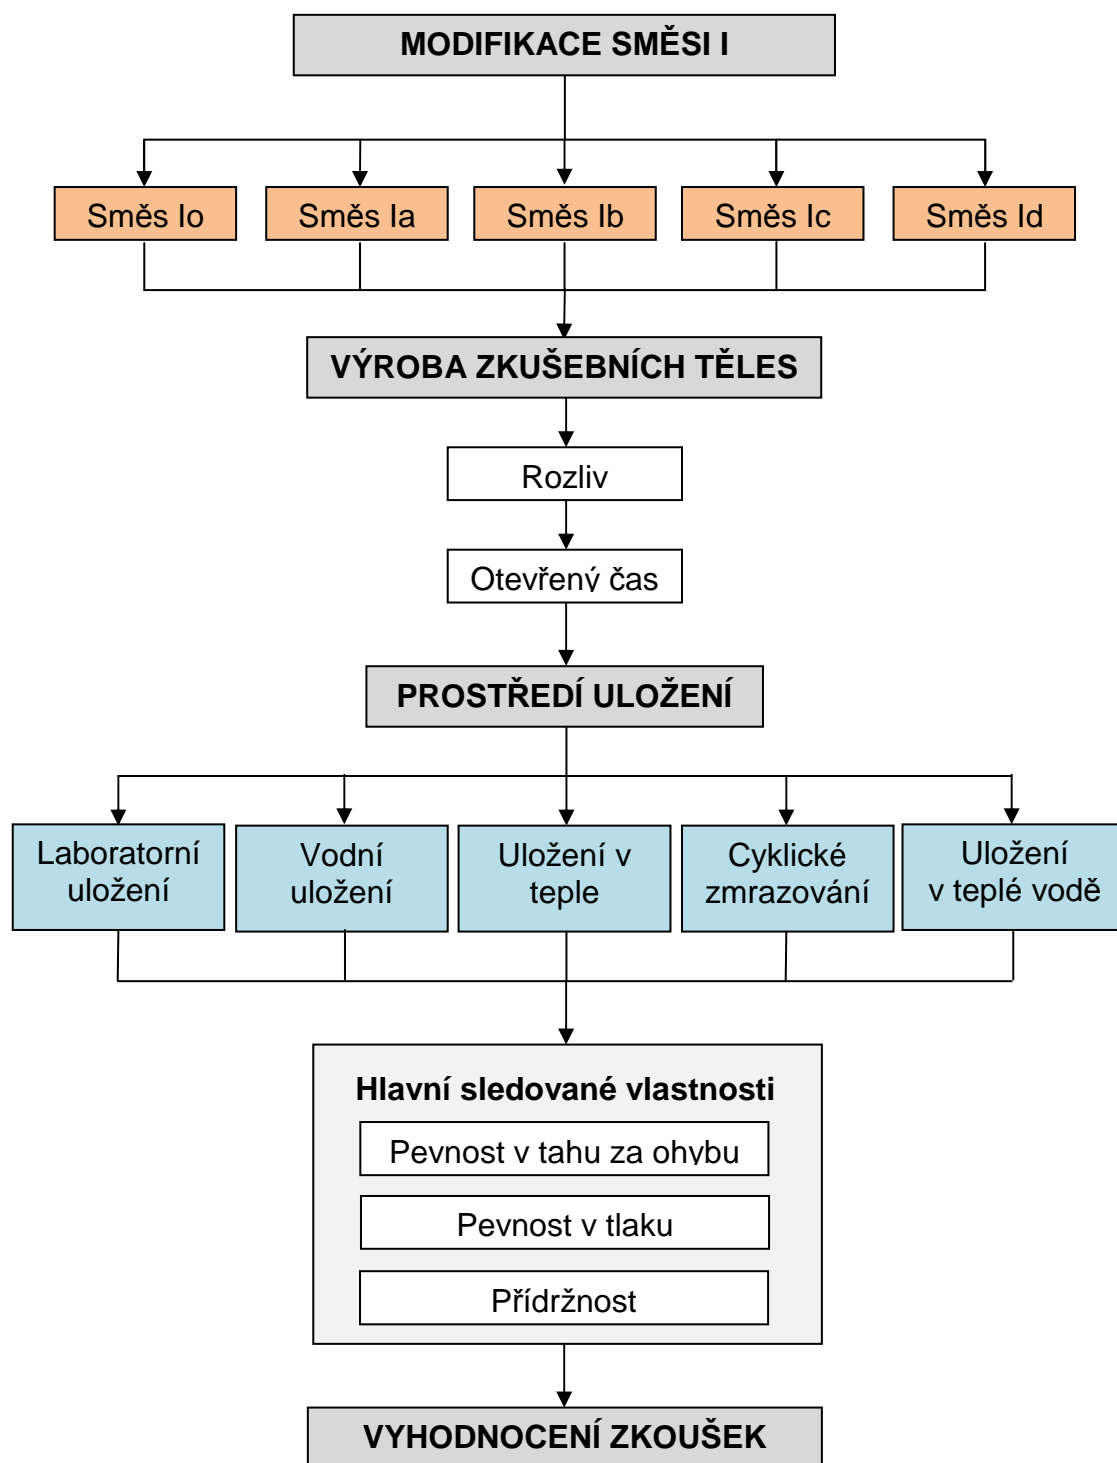 MODIFIKACE SMĚSI I
Směs Io
Směs Ia
Směs Ib
Směs Ic
Směs Id
VÝROBA ZKUŠEBNÍCH TĚLES
Rozliv
Otevřený čas
PROSTŘEDÍ ULOŽENÍ
Laboratorní
uložení
Vodní
uložení
Uložení v
teple
Cyklické
zmrazování
Uložení
v teplé vodě
Hlavní sledované vlastnosti
Pevnost v tahu za ohybu
Pevnost v tlaku
Přídržnost
VYHODNOCENÍ ZKOUŠEK